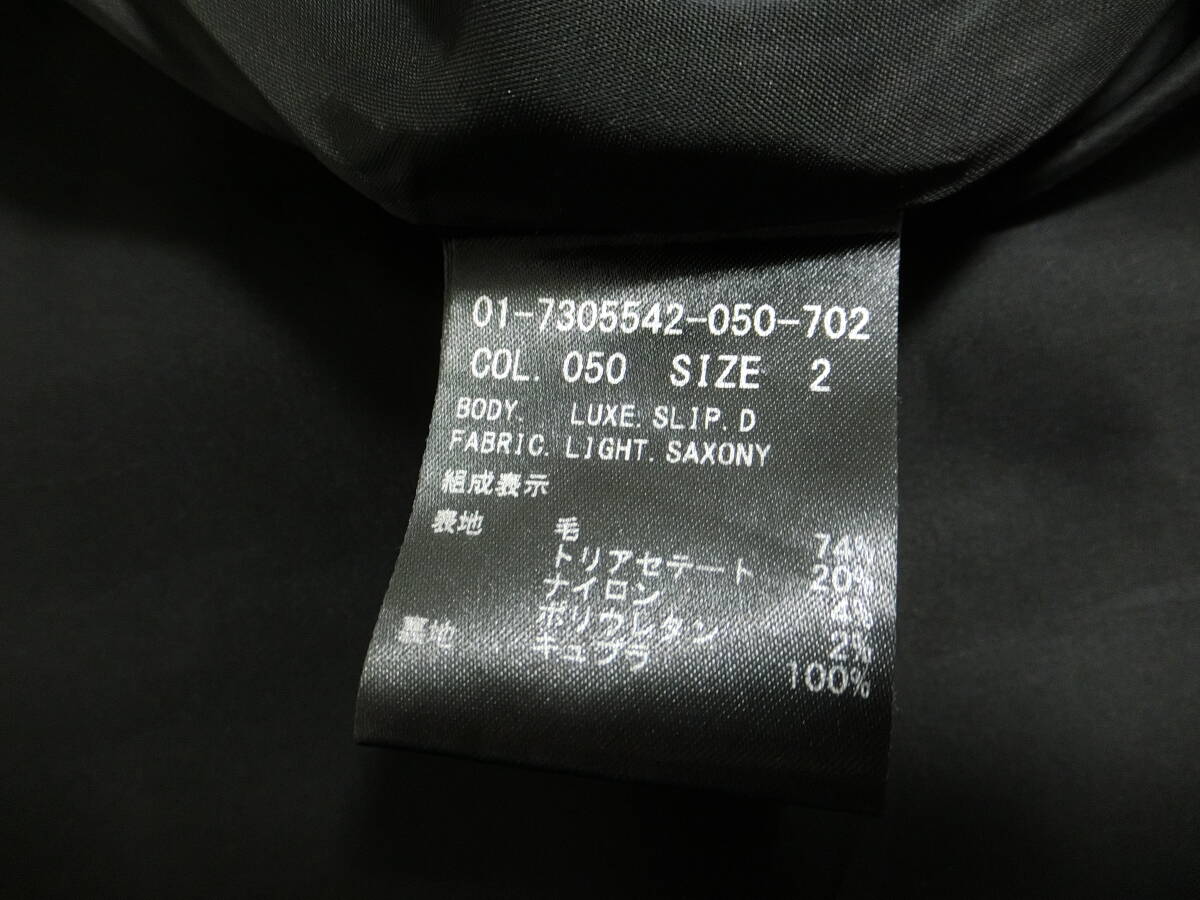 01-7305542-050-702
COL. 050 SIZE 2
BODY. LUXE.SLIP.D
FABRIC. LIGHT.SAXONY
組成表示
表地 毛 74%
トリアセテート 20%
ナイロン 4%
ポリウレタン 2%
裏地 キュプラ 100%